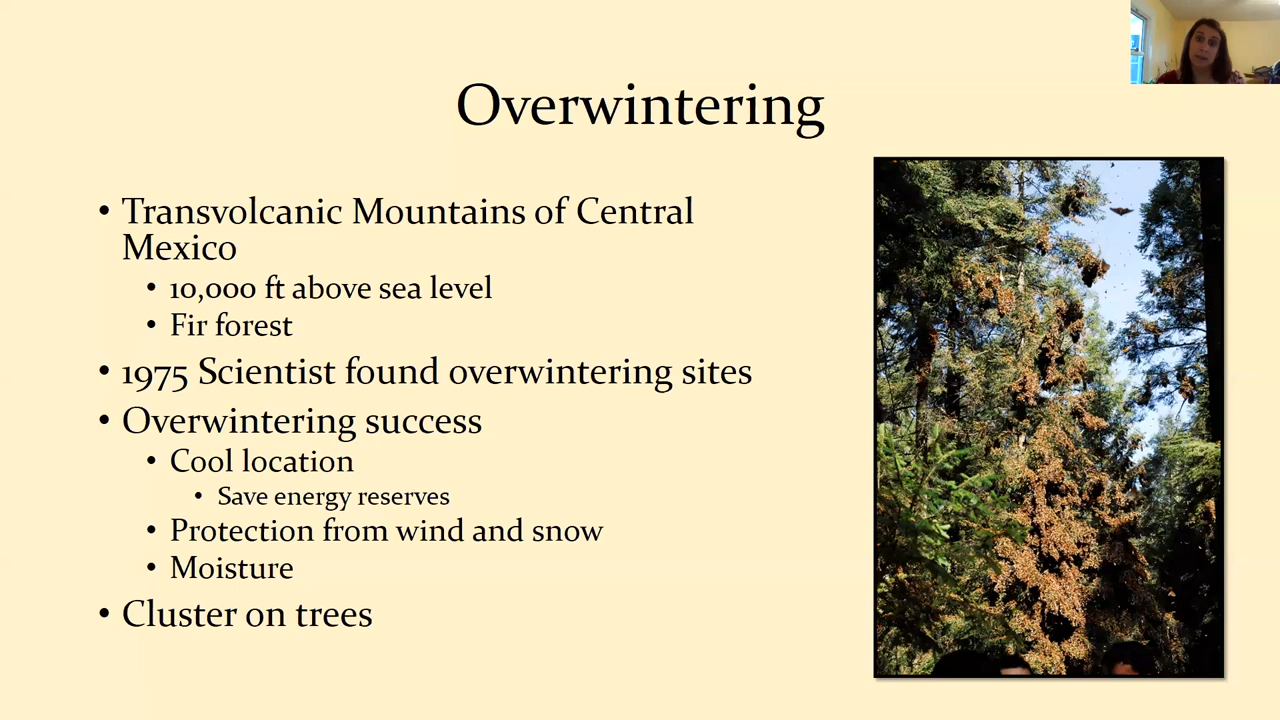 Overwintering
• Transvolcanic Mountains of Central
Mexico
• 10,000 ft above sea level
• Fir forest
• 1975 Scientist found overwintering sites
• Overwintering success
• Cool location
• Save energy reserves
• Protection from wind and snow
• Moisture
• Cluster on trees